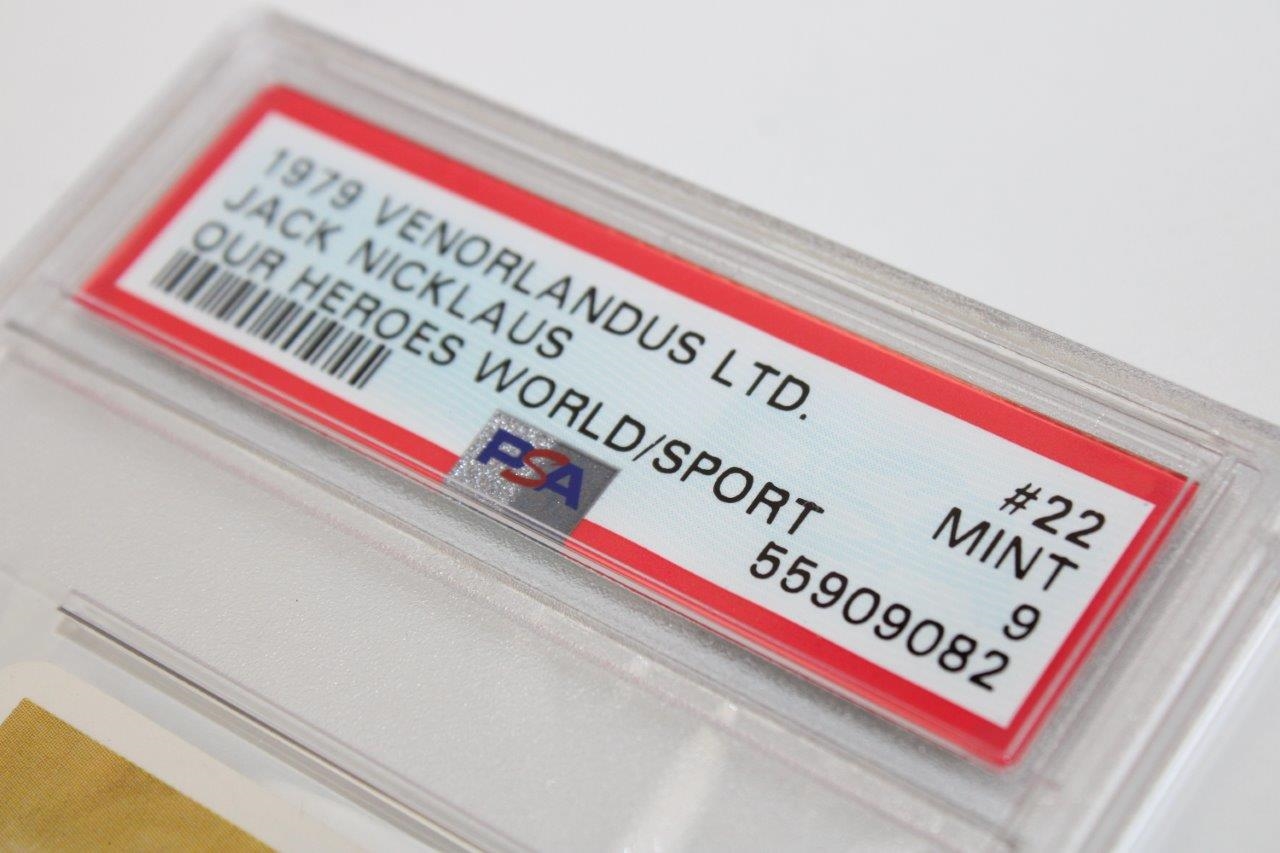 1979 VENORLANDUS LTD.
JACK NICKLAUS
OUR HEROES WORLD/SPORT
#22
MINT
9
55909082
PSA